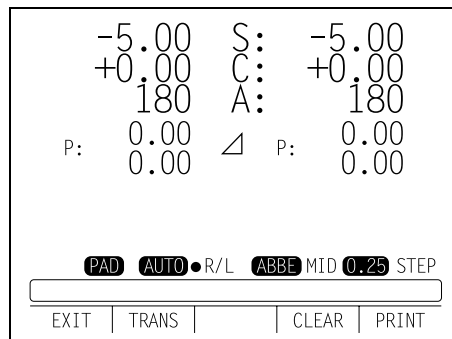 -5.00 S: -5.00
+0.00 C: +0.00
180 A: 180
P: 0.00 ⊿ P: 0.00
0.00 0.00
PAD AUTO ● R/L ABBE MID 0.25 STEP
EXIT TRANS CLEAR PRINT